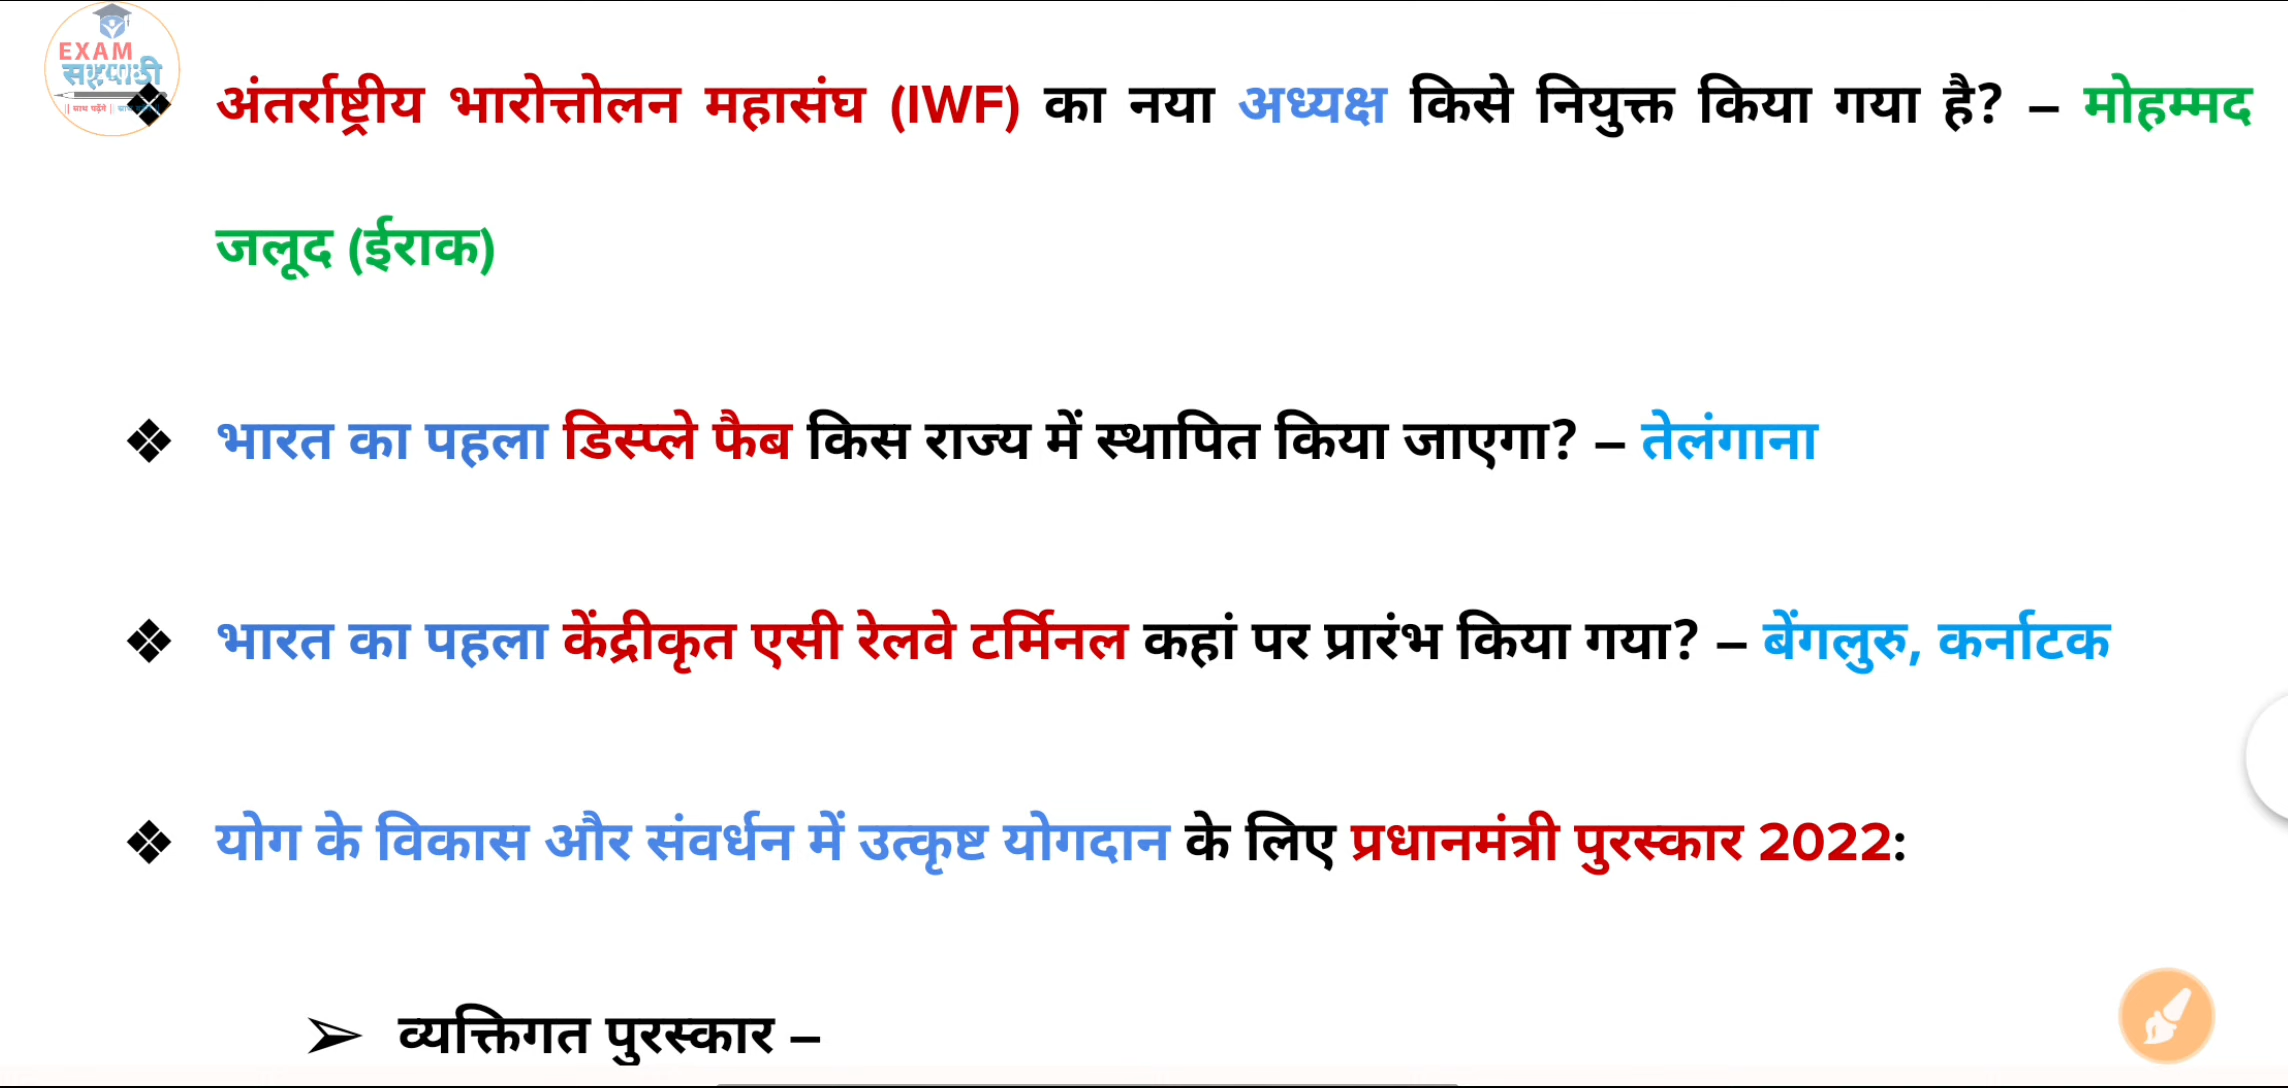 EXAM
❖ अंतर्राष्ट्रीय भारोत्तोलन महासंघ (IWF) का नया अध्यक्ष किसे नियुक्त किया गया है? – मोहम्मद
जलूद (ईराक)
❖ भारत का पहला डिस्प्ले फैब किस राज्य में स्थापित किया जाएगा? – तेलंगाना
❖ भारत का पहला केंद्रीकृत एसी रेलवे टर्मिनल कहां पर प्रारंभ किया गया? – बेंगलुरु, कर्नाटक
❖ योग के विकास और संवर्धन में उत्कृष्ट योगदान के लिए प्रधानमंत्री पुरस्कार 2022:
➢ व्यक्तिगत पुरस्कार –